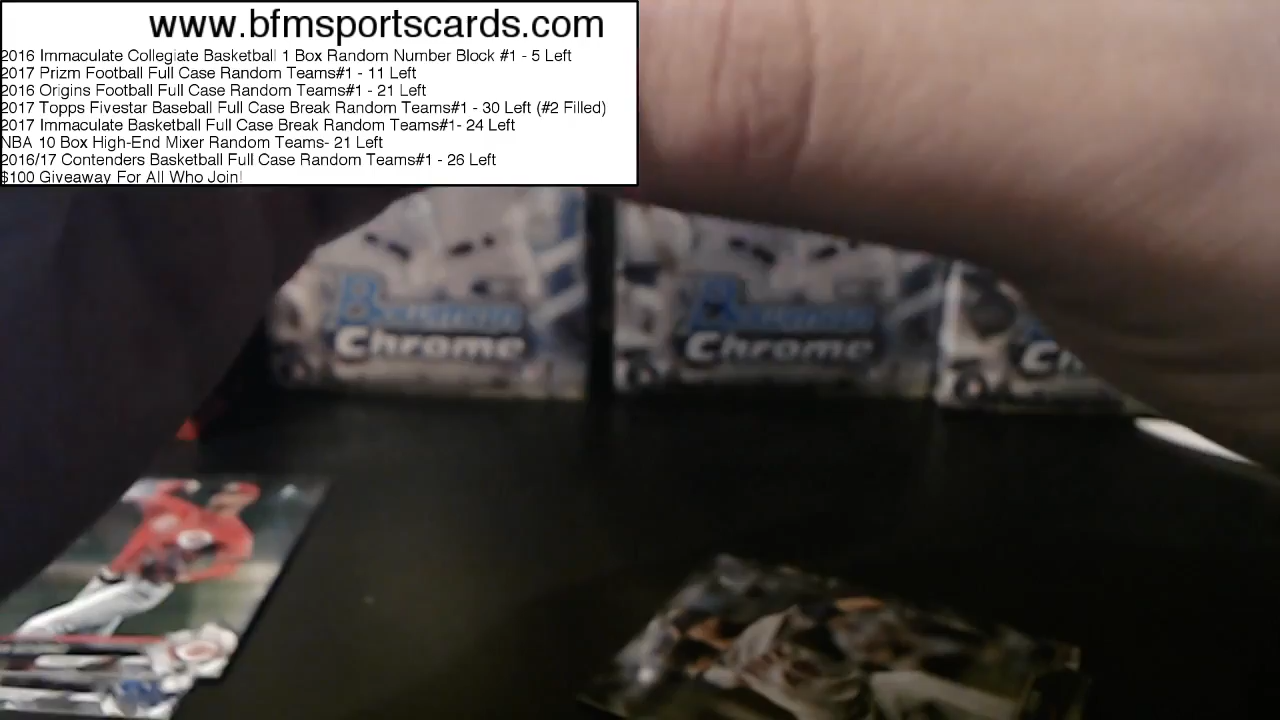 www.bfmsportscards.com
2016 Immaculate Collegiate Basketball 1 Box Random Number Block #1 - 5 Left
2017 Prizm Football Full Case Random Teams#1 - 11 Left
2016 Origins Football Full Case Random Teams#1 - 21 Left
2017 Topps Fivestar Baseball Full Case Break Random Teams#1 - 30 Left (#2 Filled)
2017 Immaculate Basketball Full Case Break Random Teams#1- 24 Left
NBA 10 Box High-End Mixer Random Teams- 21 Left
2016/17 Contenders Basketball Full Case Random Teams#1 - 26 Left
$100 Giveaway For All Who Join!
Bowman
Chrome
Bowman
Chrome